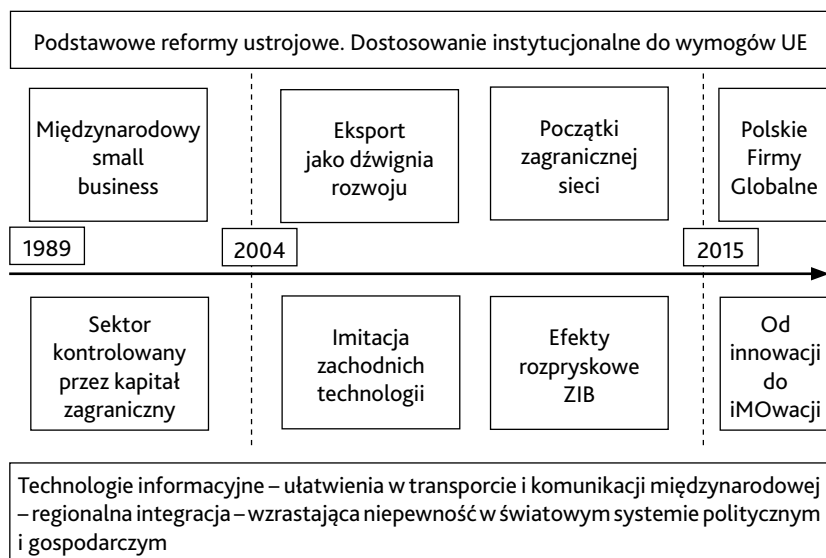 Podstawowe reformy ustrojowe. Dostosowanie instytucjonalne do wymogów UE
Międzynarodowy
small
business
Eksport
jako dźwignia
rozwoju
Początki
zagranicznej
sieci
Polskie
Firmy
Globalne
1989
2004
2015
Sektor
kontrolowany
przez kapitał
zagraniczny
Imitacja
zachodnich
technologii
Efekty
rozpryskowe
ZIB
Od
innowacji
do
iMOwacji
Technologie informacyjne – ułatwienia w transporcie i komunikacji międzynarodowej
– regionalna integracja – wzrastająca niepewność w światowym systemie politycznym
i gospodarczym